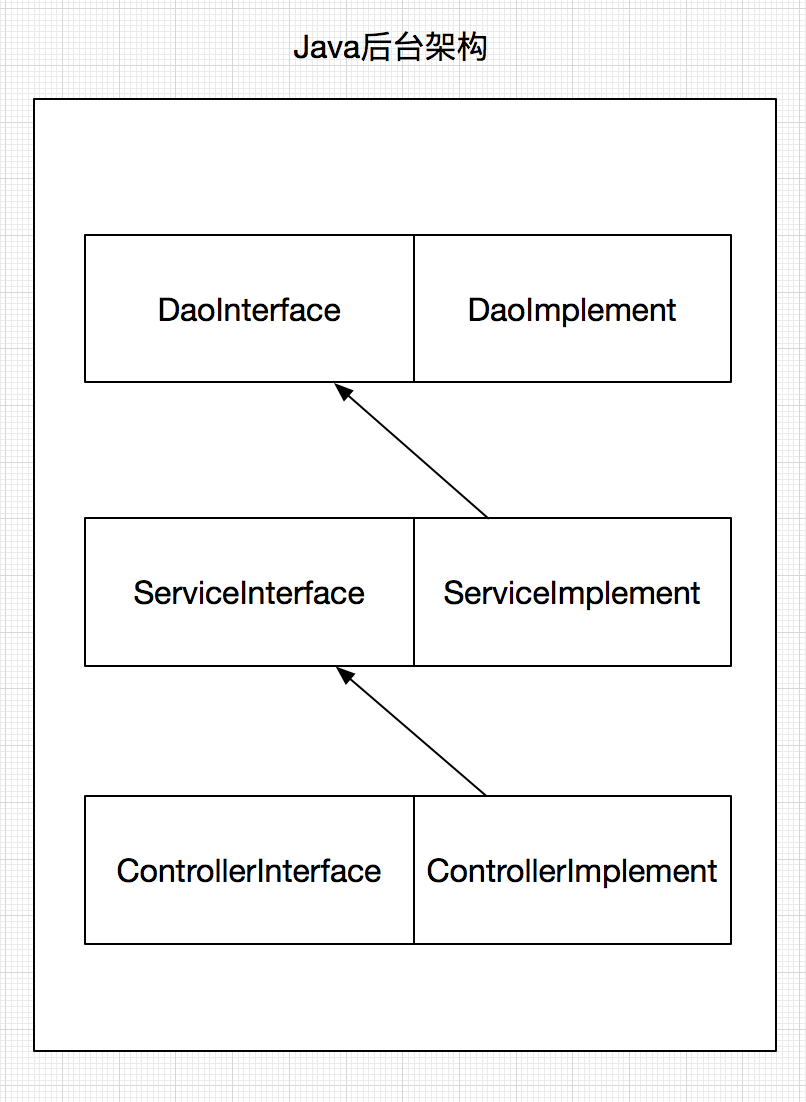 Java后台架构
DaoInterface
DaoImplement
ServiceInterface
ServiceImplement
ControllerInterface
ControllerImplement